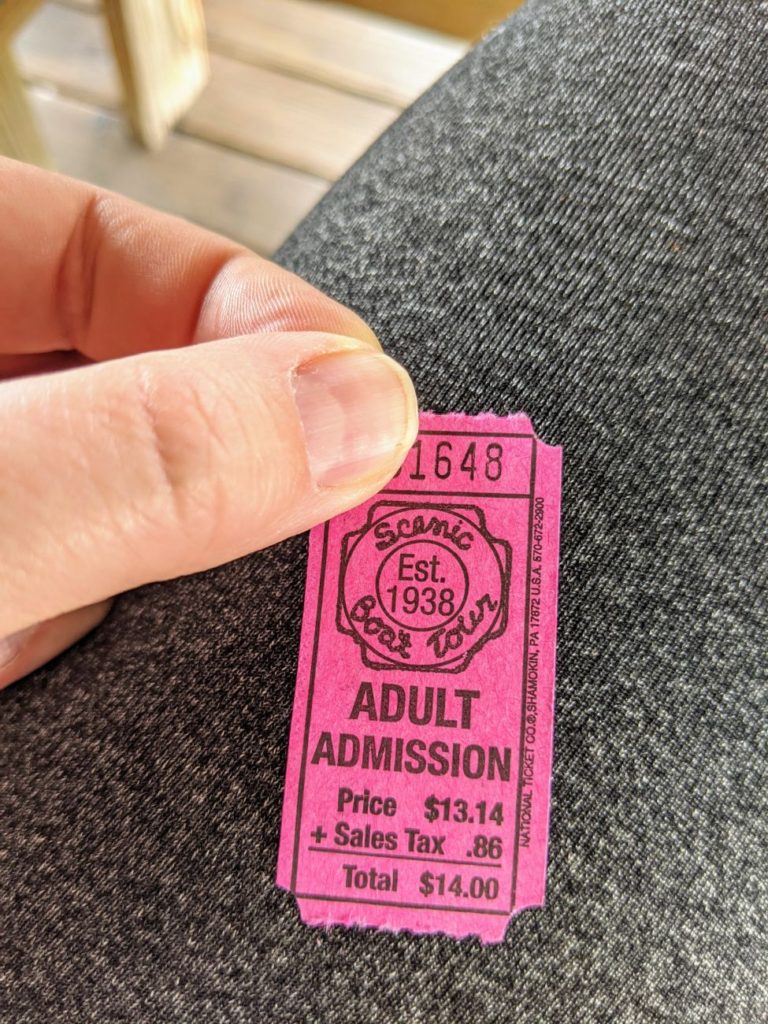 1648
Scenic
Est.
1938
Boat Tour
ADULT
ADMISSION
Price $13.14
+ Sales Tax .86
Total $14.00
NATIONAL TICKET CO.®,SHAMOKIN, PA 17872 U.S.A. 570-672-2900